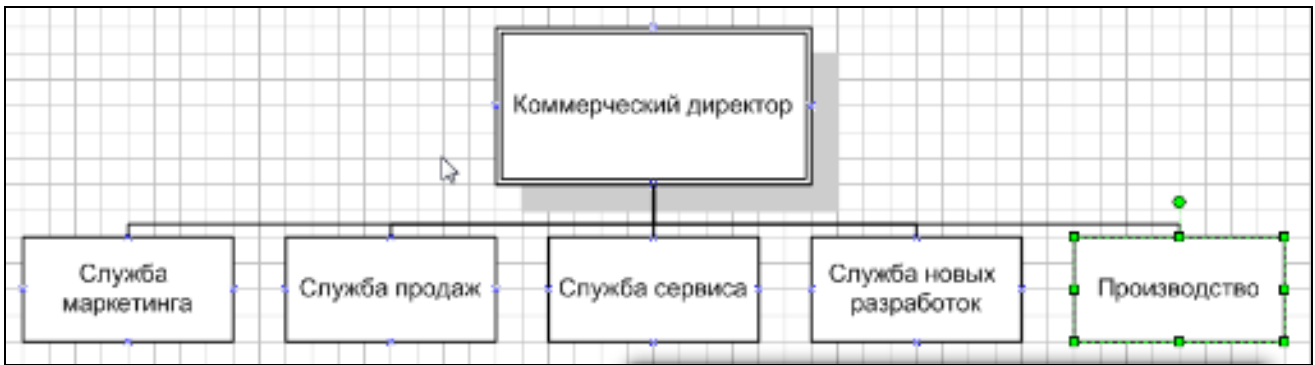 Коммерческий директор
Служба
маркетинга
Служба продаж
Служба сервиса
Служба новых
разработок
Производство